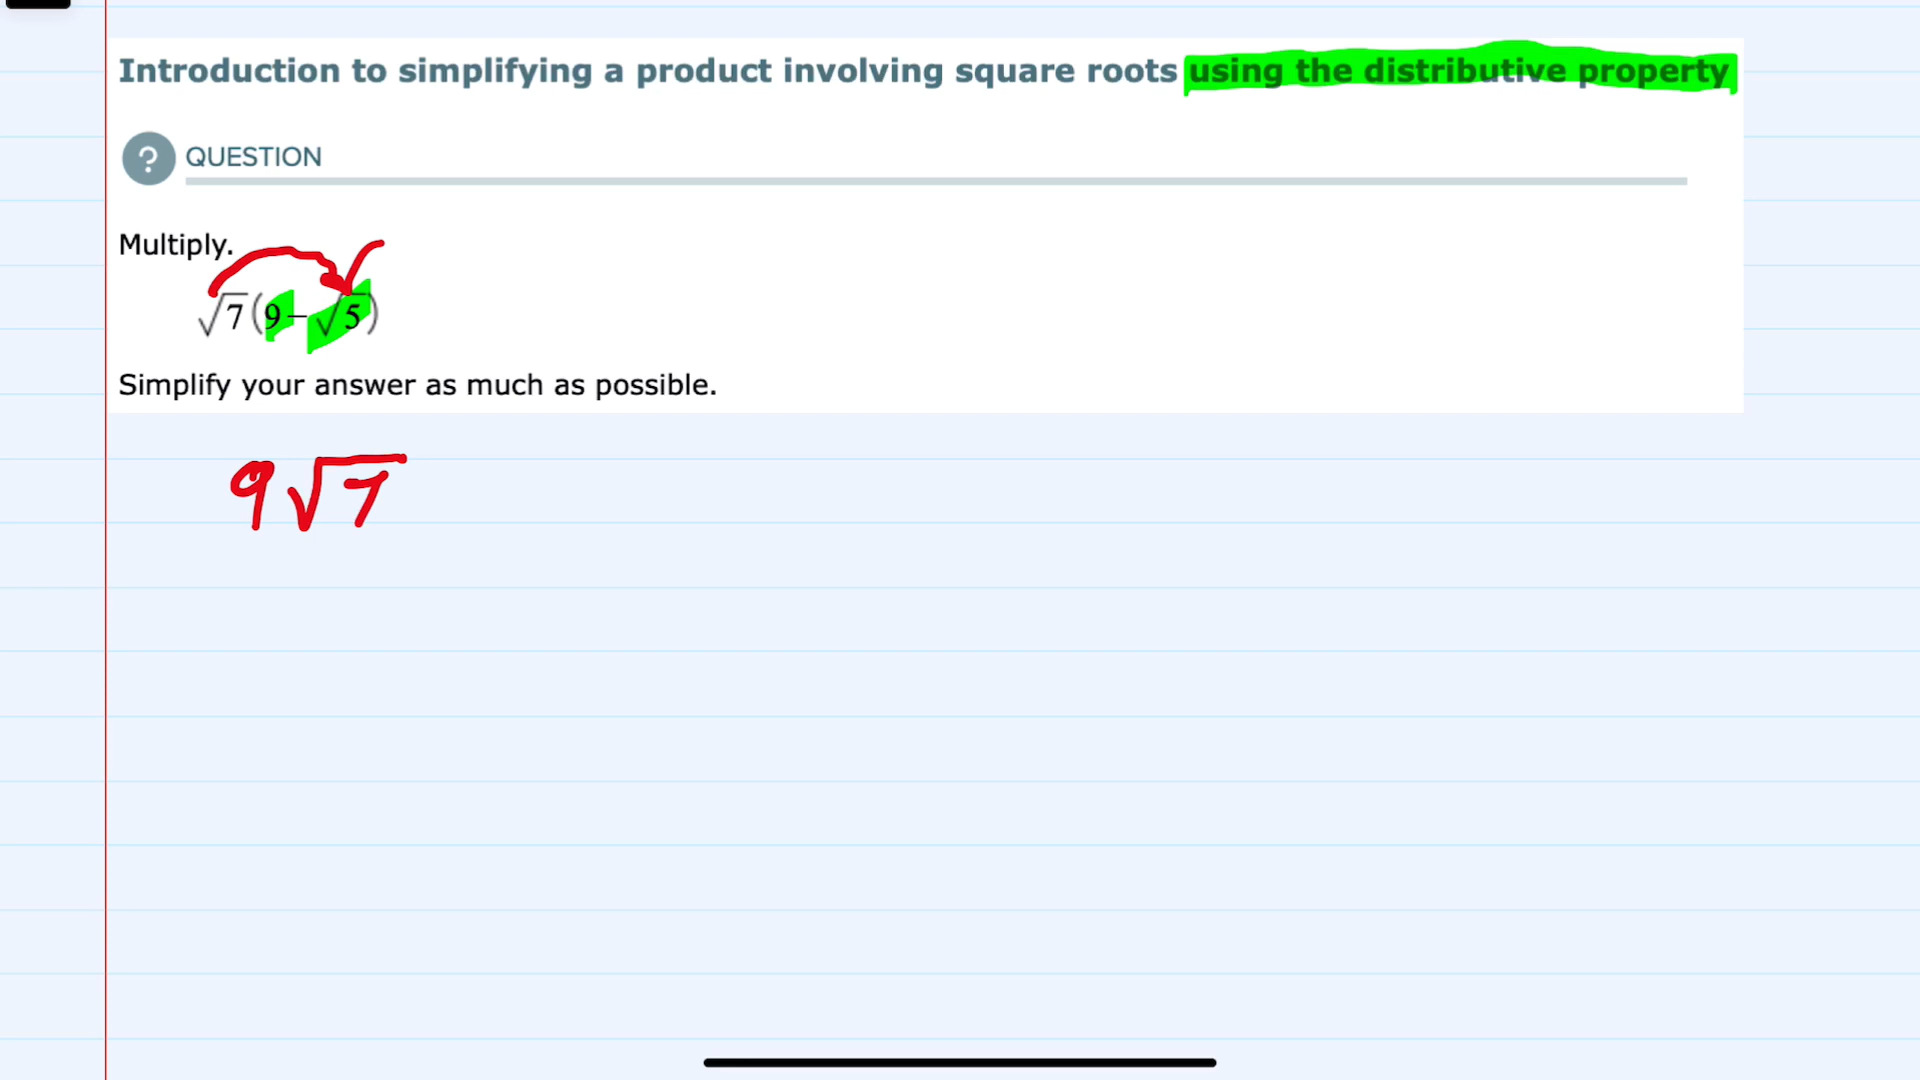 Introduction to simplifying a product involving square roots using the distributive property
? QUESTION
Multiply.
√7(9−√5)
Simplify your answer as much as possible.
9√7